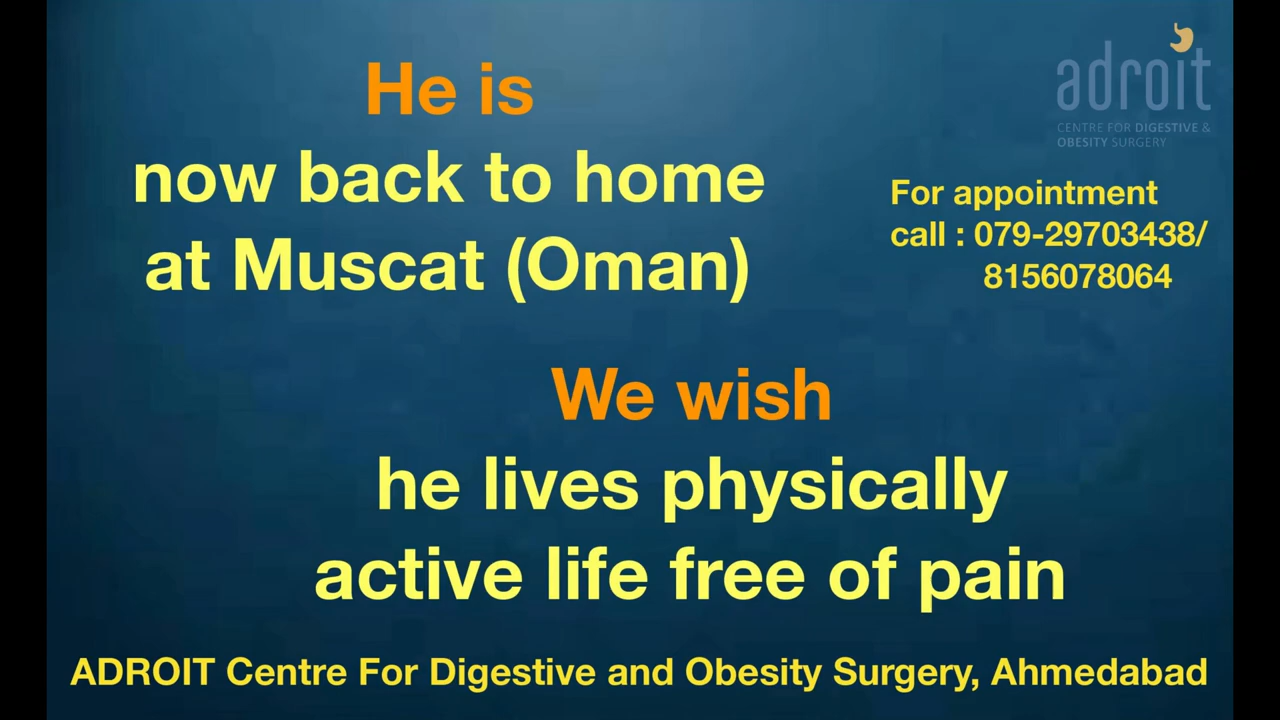 He is
now back to home
at Muscat (Oman)
adroit
CENTRE FOR DIGESTIVE &
OBESITY SURGERY
For appointment
call : 079-29703438/
8156078064
We wish
he lives physically
active life free of pain
ADROIT Centre For Digestive and Obesity Surgery, Ahmedabad